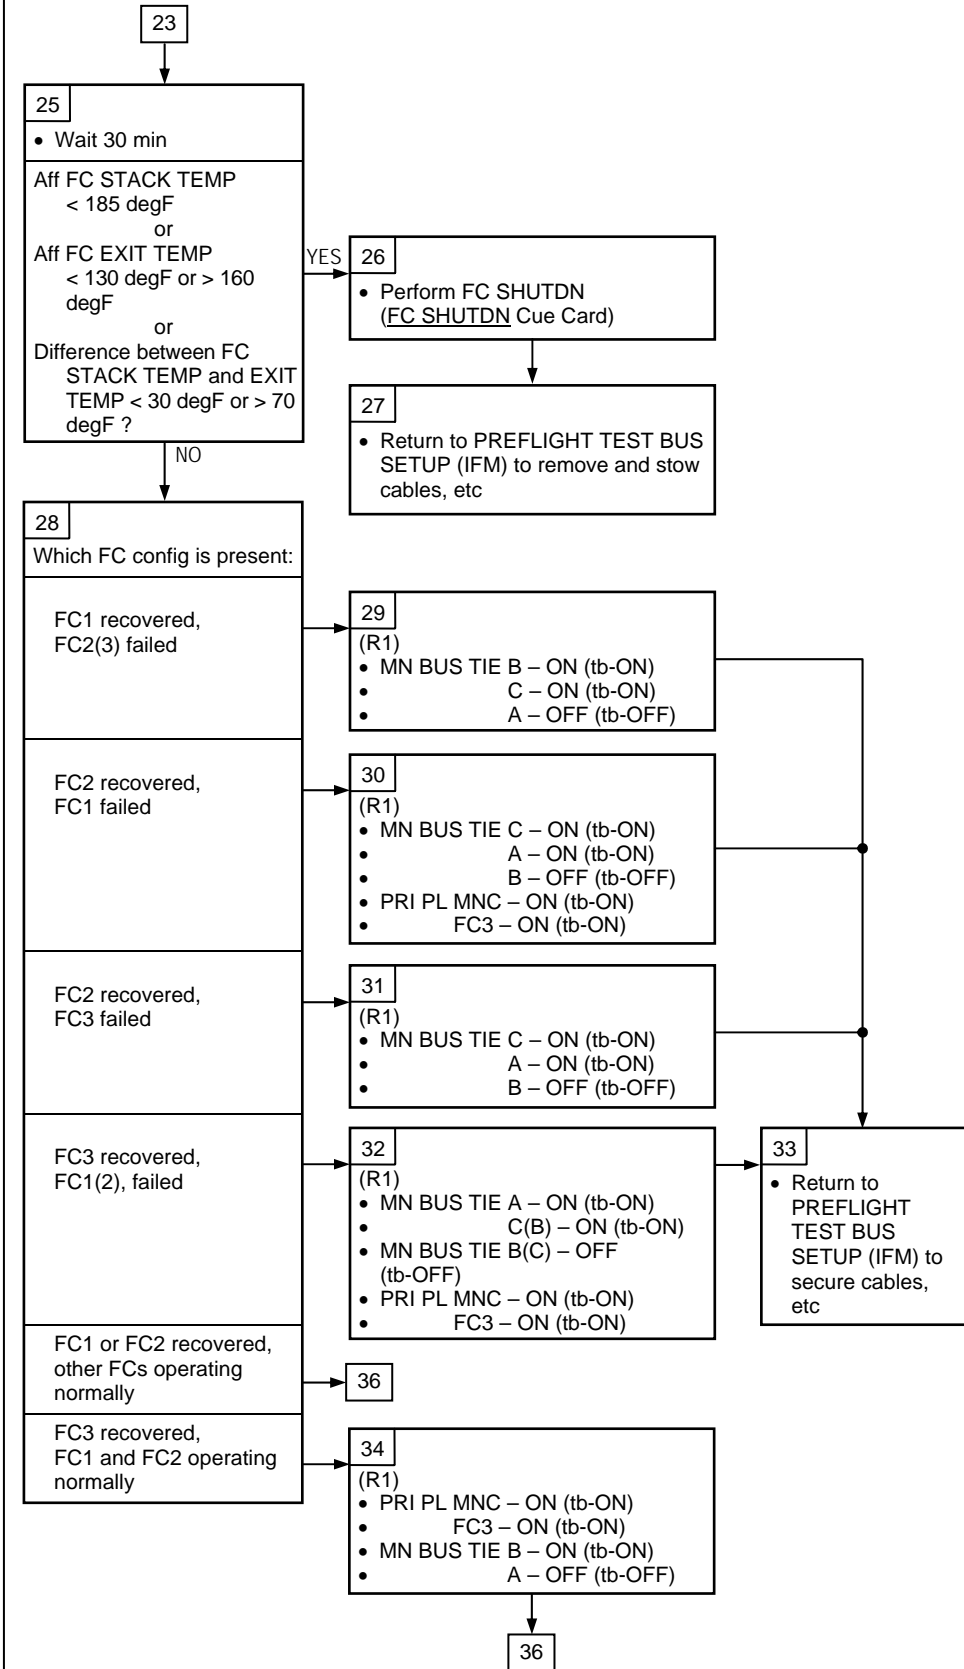 23
25
• Wait 30 min
Aff FC STACK TEMP
< 185 degF
or
Aff FC EXIT TEMP
< 130 degF or > 160
degF
or
Difference between FC
STACK TEMP and EXIT
TEMP < 30 degF or > 70
degF ?
YES
26
• Perform FC SHUTDN
(FC SHUTDN Cue Card)
27
• Return to PREFLIGHT TEST BUS
SETUP (IFM) to remove and stow
cables, etc
NO
28
Which FC config is present:
FC1 recovered,
FC2(3) failed
29
(R1)
• MN BUS TIE B – ON (tb-ON)
• C – ON (tb-ON)
• A – OFF (tb-OFF)
FC2 recovered,
FC1 failed
30
(R1)
• MN BUS TIE C – ON (tb-ON)
• A – ON (tb-ON)
• B – OFF (tb-OFF)
• PRI PL MNC – ON (tb-ON)
• FC3 – ON (tb-ON)
FC2 recovered,
FC3 failed
31
(R1)
• MN BUS TIE C – ON (tb-ON)
• A – ON (tb-ON)
• B – OFF (tb-OFF)
FC3 recovered,
FC1(2), failed
32
(R1)
• MN BUS TIE A – ON (tb-ON)
• C(B) – ON (tb-ON)
• MN BUS TIE B(C) – OFF
(tb-OFF)
• PRI PL MNC – ON (tb-ON)
• FC3 – ON (tb-ON)
33
• Return to
PREFLIGHT
TEST BUS
SETUP (IFM) to
secure cables,
etc
FC1 or FC2 recovered,
other FCs operating
normally
36
FC3 recovered,
FC1 and FC2 operating
normally
34
(R1)
• PRI PL MNC – ON (tb-ON)
• FC3 – ON (tb-ON)
• MN BUS TIE B – ON (tb-ON)
• A – OFF (tb-OFF)
36